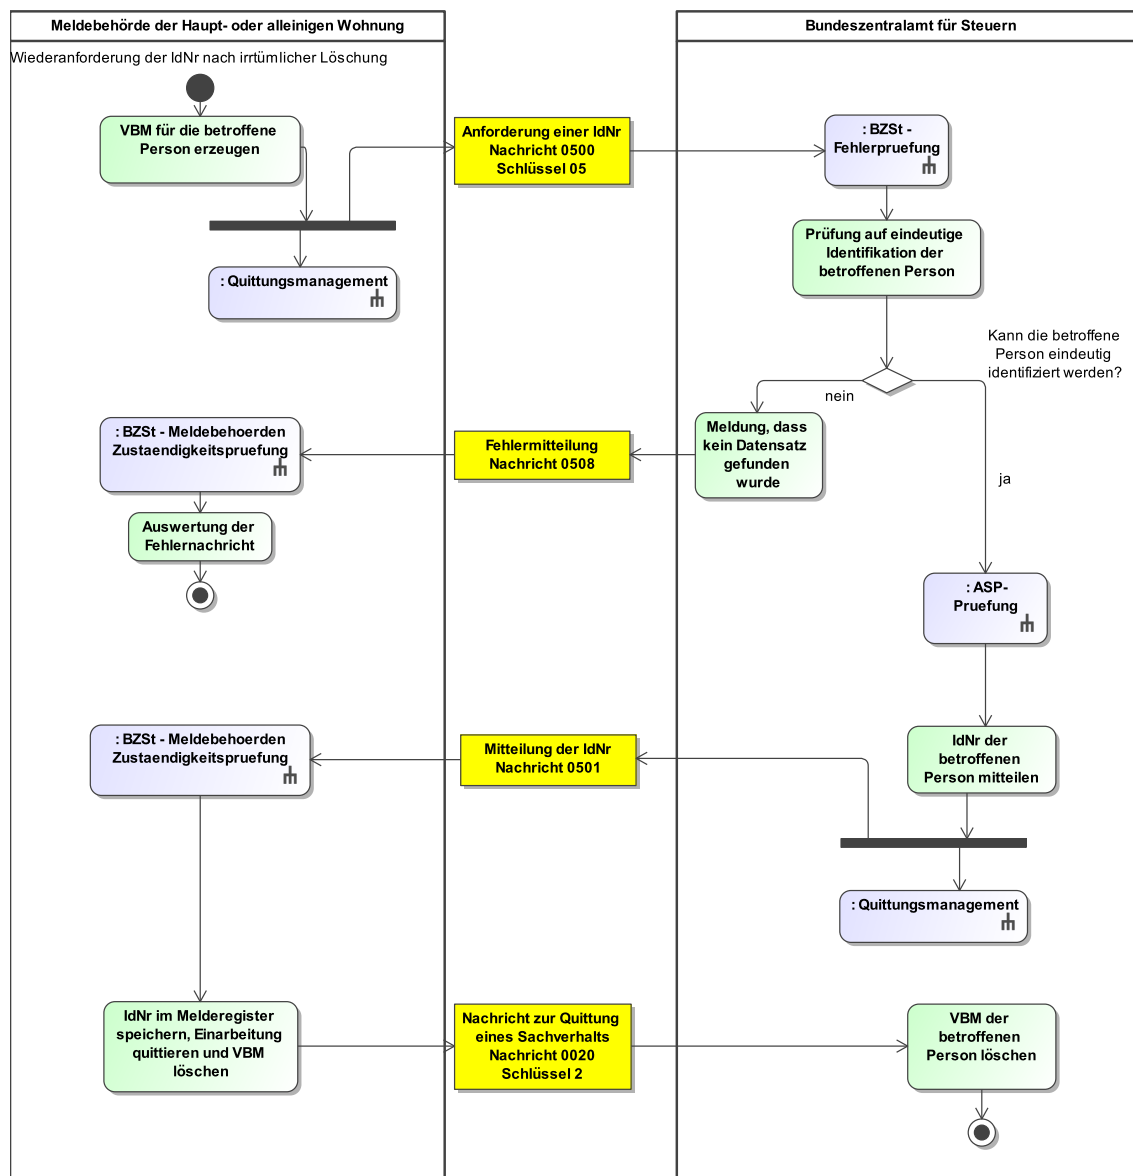 Meldebehörde der Haupt- oder alleinigen Wohnung
Bundeszentralamt für Steuern
Wiederanforderung der IdNr nach irrtümlicher Löschung
VBM für die betroffene
Person erzeugen
Anforderung einer IdNr
Nachricht 0500
Schlüssel 05
: BZSt -
Fehlerpruefung
: Quittungsmanagement
Prüfung auf eindeutige
Identifikation der
betroffenen Person
Kann die betroffene
Person eindeutig
identifiziert werden?
nein
ja
Meldung, dass
kein Datensatz
gefunden
wurde
Fehlermitteilung
Nachricht 0508
: BZSt - Meldebehoerden
Zustaendigkeitspruefung
Auswertung der
Fehlernachricht
: ASP-
Pruefung
IdNr der
betroffenen
Person mitteilen
Mitteilung der IdNr
Nachricht 0501
: BZSt - Meldebehoerden
Zustaendigkeitspruefung
: Quittungsmanagement
IdNr im Melderegister
speichern, Einarbeitung
quittieren und VBM
löschen
Nachricht zur Quittung
eines Sachverhalts
Nachricht 0020
Schlüssel 2
VBM der
betroffenen
Person löschen